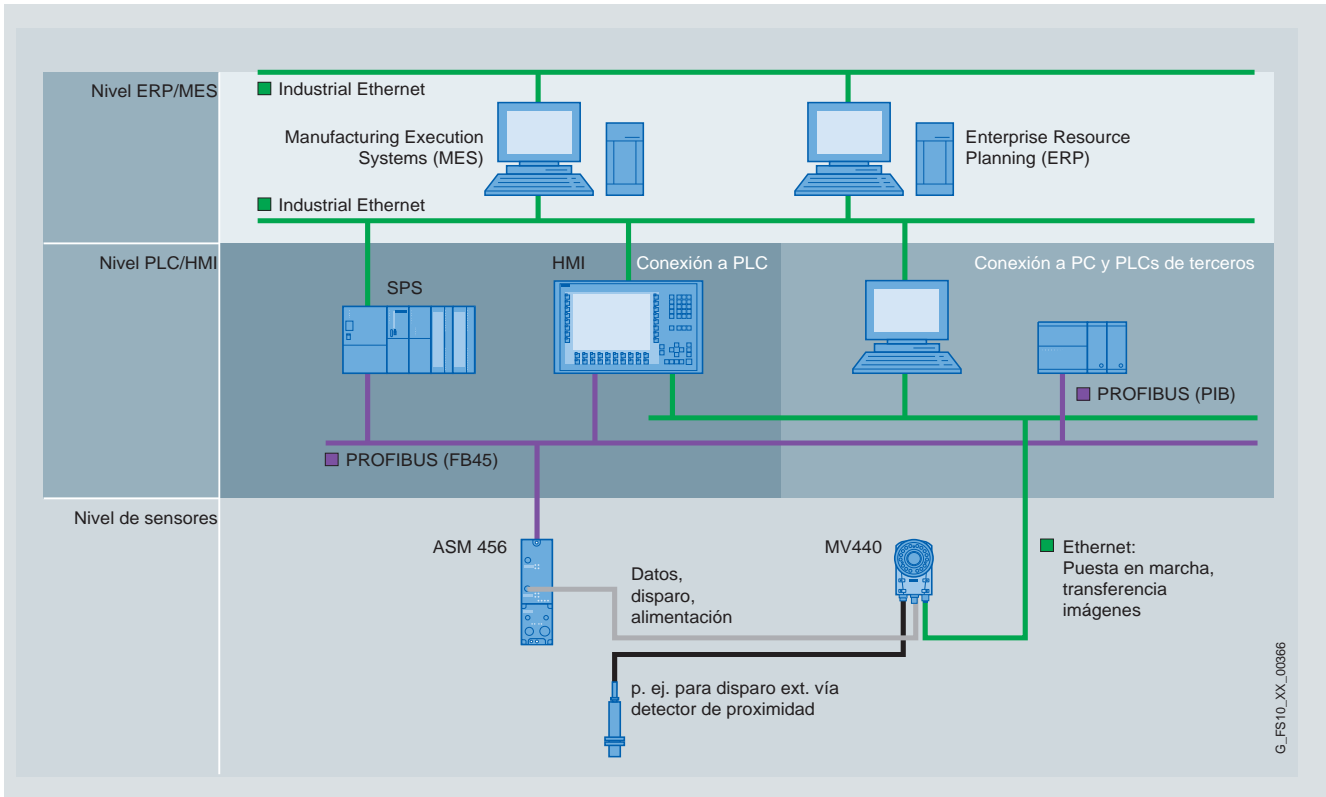 Nivel ERP/MES
Industrial Ethernet
Manufacturing Execution
Systems (MES)
Enterprise Resource
Planning (ERP)
Industrial Ethernet
Nivel PLC/HMI
HMI
Conexión a PLC
Conexión a PC y PLCs de terceros
SPS
PROFIBUS (PIB)
PROFIBUS (FB45)
Nivel de sensores
ASM 456
MV440
Ethernet:
Puesta en marcha,
transferencia
imágenes
Datos,
disparo,
alimentación
p. ej. para disparo ext. vía
detector de proximidad
G_FS10_XX_00366